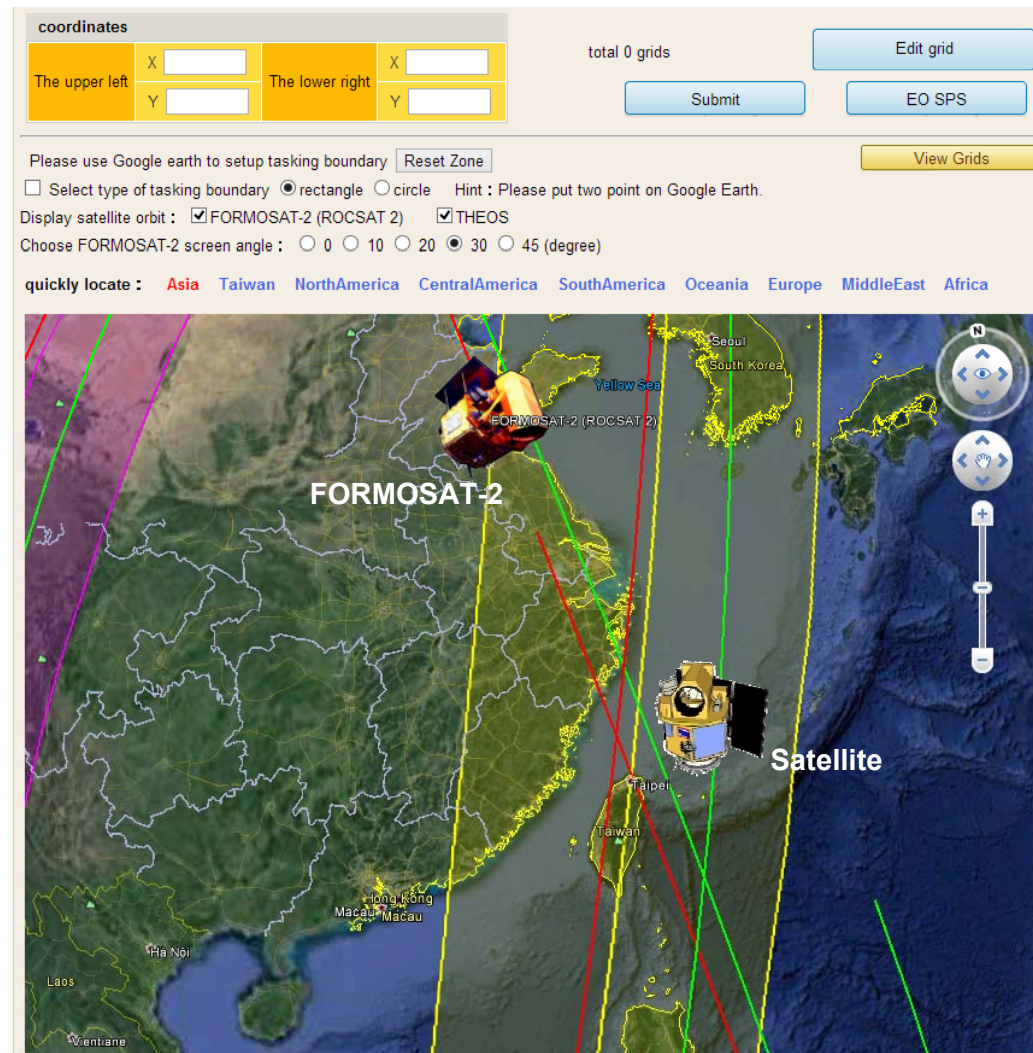 coordinates
The upper left X Y The lower right X Y
total 0 grids
Edit grid
Submit
EO SPS
Please use Google earth to setup tasking boundary Reset Zone
View Grids
Select type of tasking boundary rectangle circle Hint : Please put two point on Google Earth.
Display satellite orbit : FORMOSAT-2 (ROCSAT 2) THEOS
Choose FORMOSAT-2 screen angle : 0 10 20 30 45 (degree)
quickly locate : Asia Taiwan NorthAmerica CentralAmerica SouthAmerica Oceania Europe MiddleEast Africa
N
Seoul
South Korea
Yellow Sea
FORMOSAT-2 (ROCSAT 2)
FORMOSAT-2
Satellite
Taipei
Taiwan
Hong Kong
Macau
Macau
Hà Nội
Laos
Vientiane